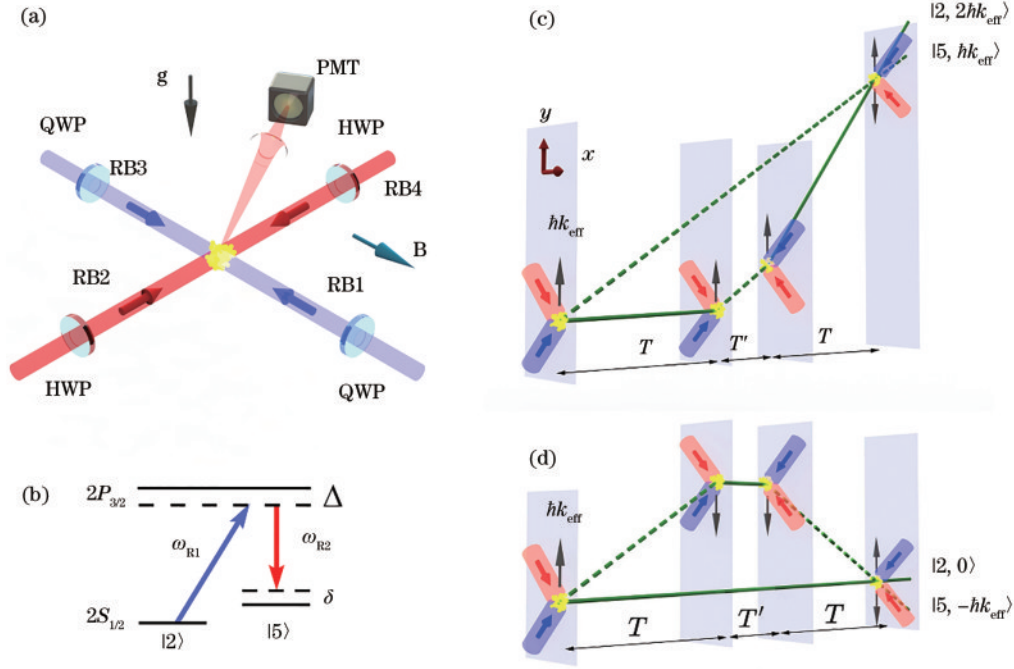 (a)
g
PMT
HWP
QWP
RB3
RB4
B
RB2
RB1
HWP
QWP
(b)
2P3/2
Δ
ωR1
ωR2
δ
2S1/2
|2⟩
|5⟩
(c)
|2, 2ℏkeff⟩
|5, ℏkeff⟩
y
x
ℏkeff
T
T′
T
(d)
ℏkeff
|2, 0⟩
|5, -ℏkeff⟩
T
T′
T